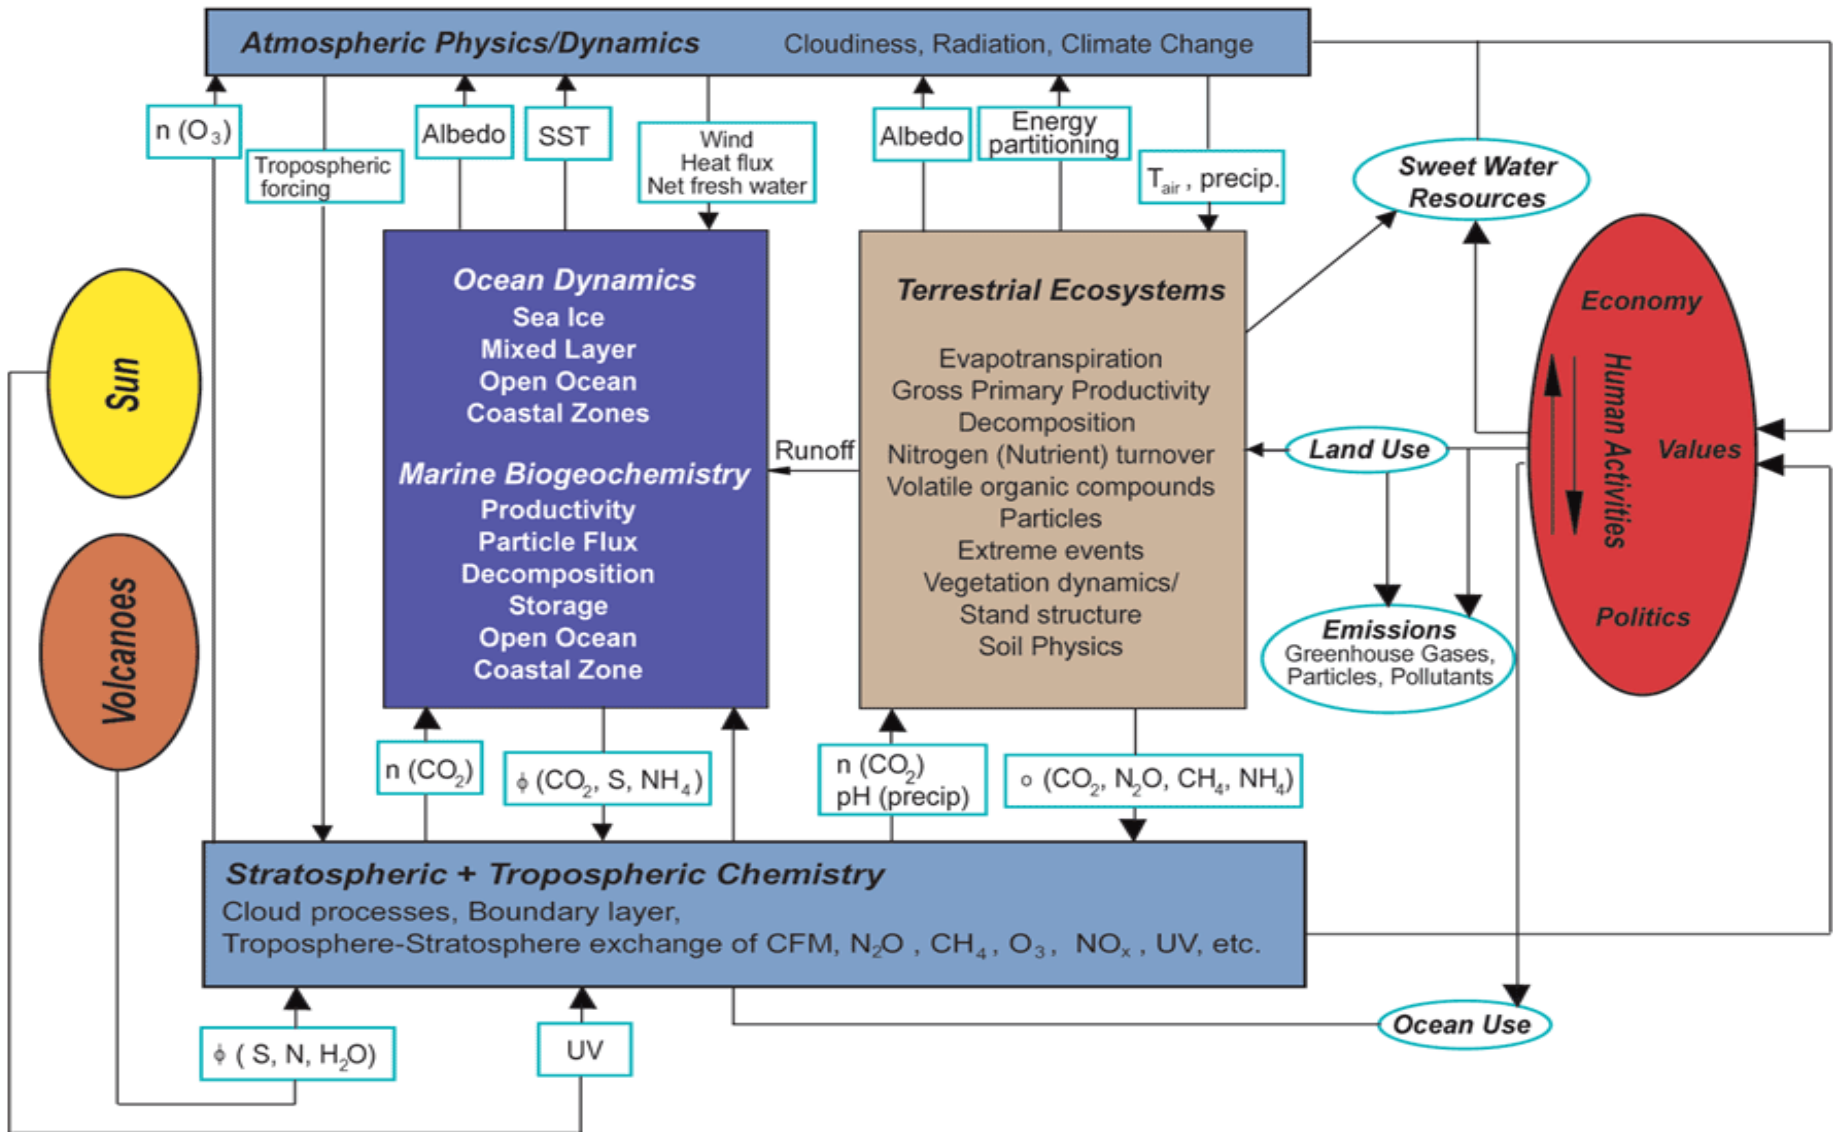 Atmospheric Physics/Dynamics Cloudiness, Radiation, Climate Change
n (O₃)
Tropospheric
forcing
Albedo
SST
Wind
Heat flux
Net fresh water
Albedo
Energy
partitioning
Tair , precip.
Sweet Water
Resources
Sun
Volcanoes
Ocean Dynamics
Sea Ice
Mixed Layer
Open Ocean
Coastal Zones
Marine Biogeochemistry
Productivity
Particle Flux
Decomposition
Storage
Open Ocean
Coastal Zone
Runoff
Terrestrial Ecosystems
Evapotranspiration
Gross Primary Productivity
Decomposition
Nitrogen (Nutrient) turnover
Volatile organic compounds
Particles
Extreme events
Vegetation dynamics/
Stand structure
Soil Physics
Land Use
Emissions
Greenhouse Gases,
Particles, Pollutants
Economy
Human Activities
Values
Politics
n (CO₂)
ϕ (CO₂, S, NH₄)
n (CO₂)
pH (precip)
o (CO₂, N₂O, CH₄, NH₄)
Stratospheric + Tropospheric Chemistry
Cloud processes, Boundary layer,
Troposphere-Stratosphere exchange of CFM, N₂O , CH₄ , O₃ , NOₓ , UV, etc.
ϕ ( S, N, H₂O)
UV
Ocean Use